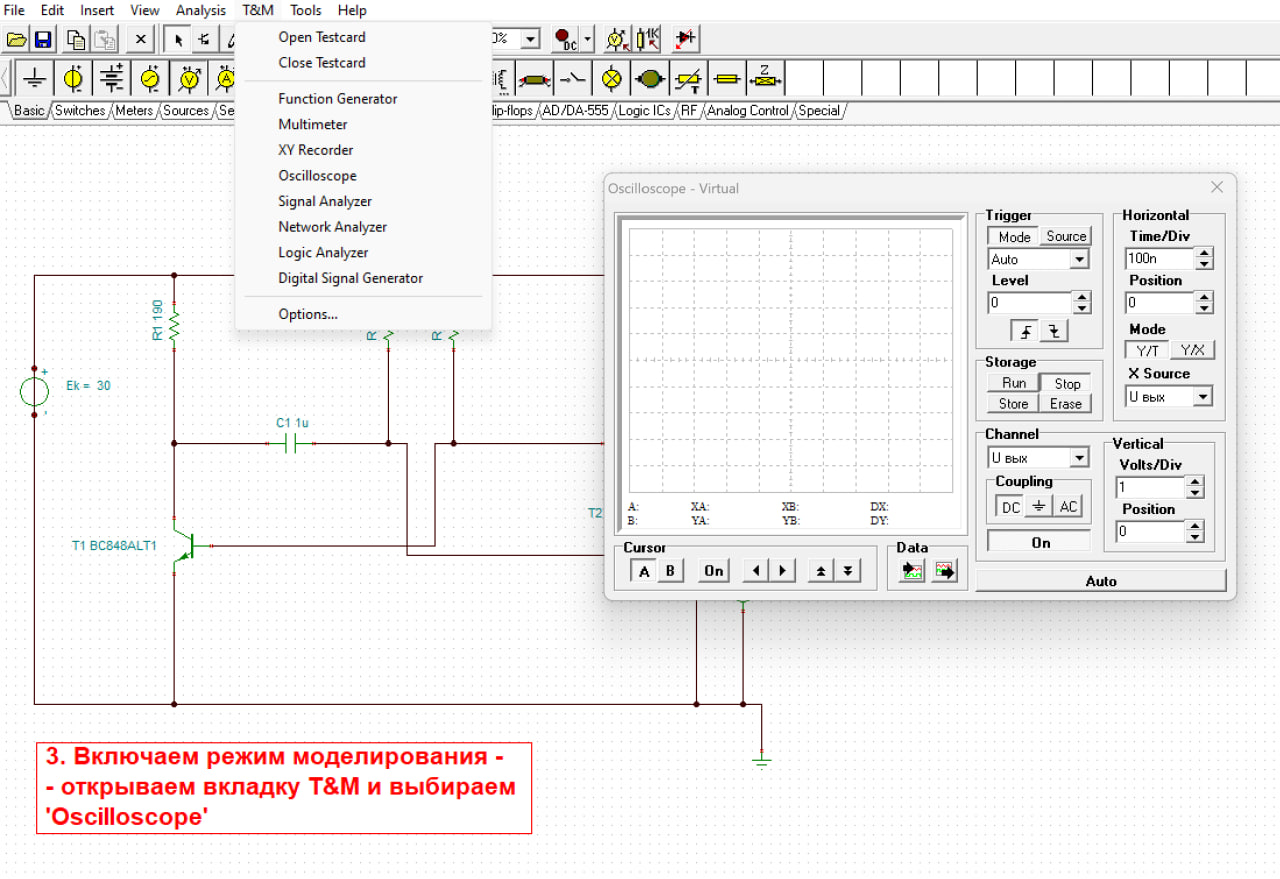 File Edit Insert View Analysis T&M Tools Help
DC
1K
Z
Basic Switches Meters Sources
lip-flops AD/DA-555 Logic ICs RF Analog Control Special
Open Testcard
Close Testcard
Function Generator
Multimeter
XY Recorder
Oscilloscope
Signal Analyzer
Network Analyzer
Logic Analyzer
Digital Signal Generator
Options...
R1 190
R
R
+
Ek = 30
-
C1 1u
T1 BC848ALT1
T2
Oscilloscope - Virtual
A: XA: XB: DX:
B: YA: YB: DY:
Cursor
A B On
Data
Trigger
Mode Source
Auto
Level
0
Storage
Run Stop
Store Erase
Horizontal
Time/Div
100n
Position
0
Mode
Y/T Y/X
X Source
U вых
Channel
U вых
Coupling
DC AC
On
Vertical
Volts/Div
1
Position
0
Auto
3. Включаем режим моделирования -
- открываем вкладку T&M и выбираем
'Oscilloscope'